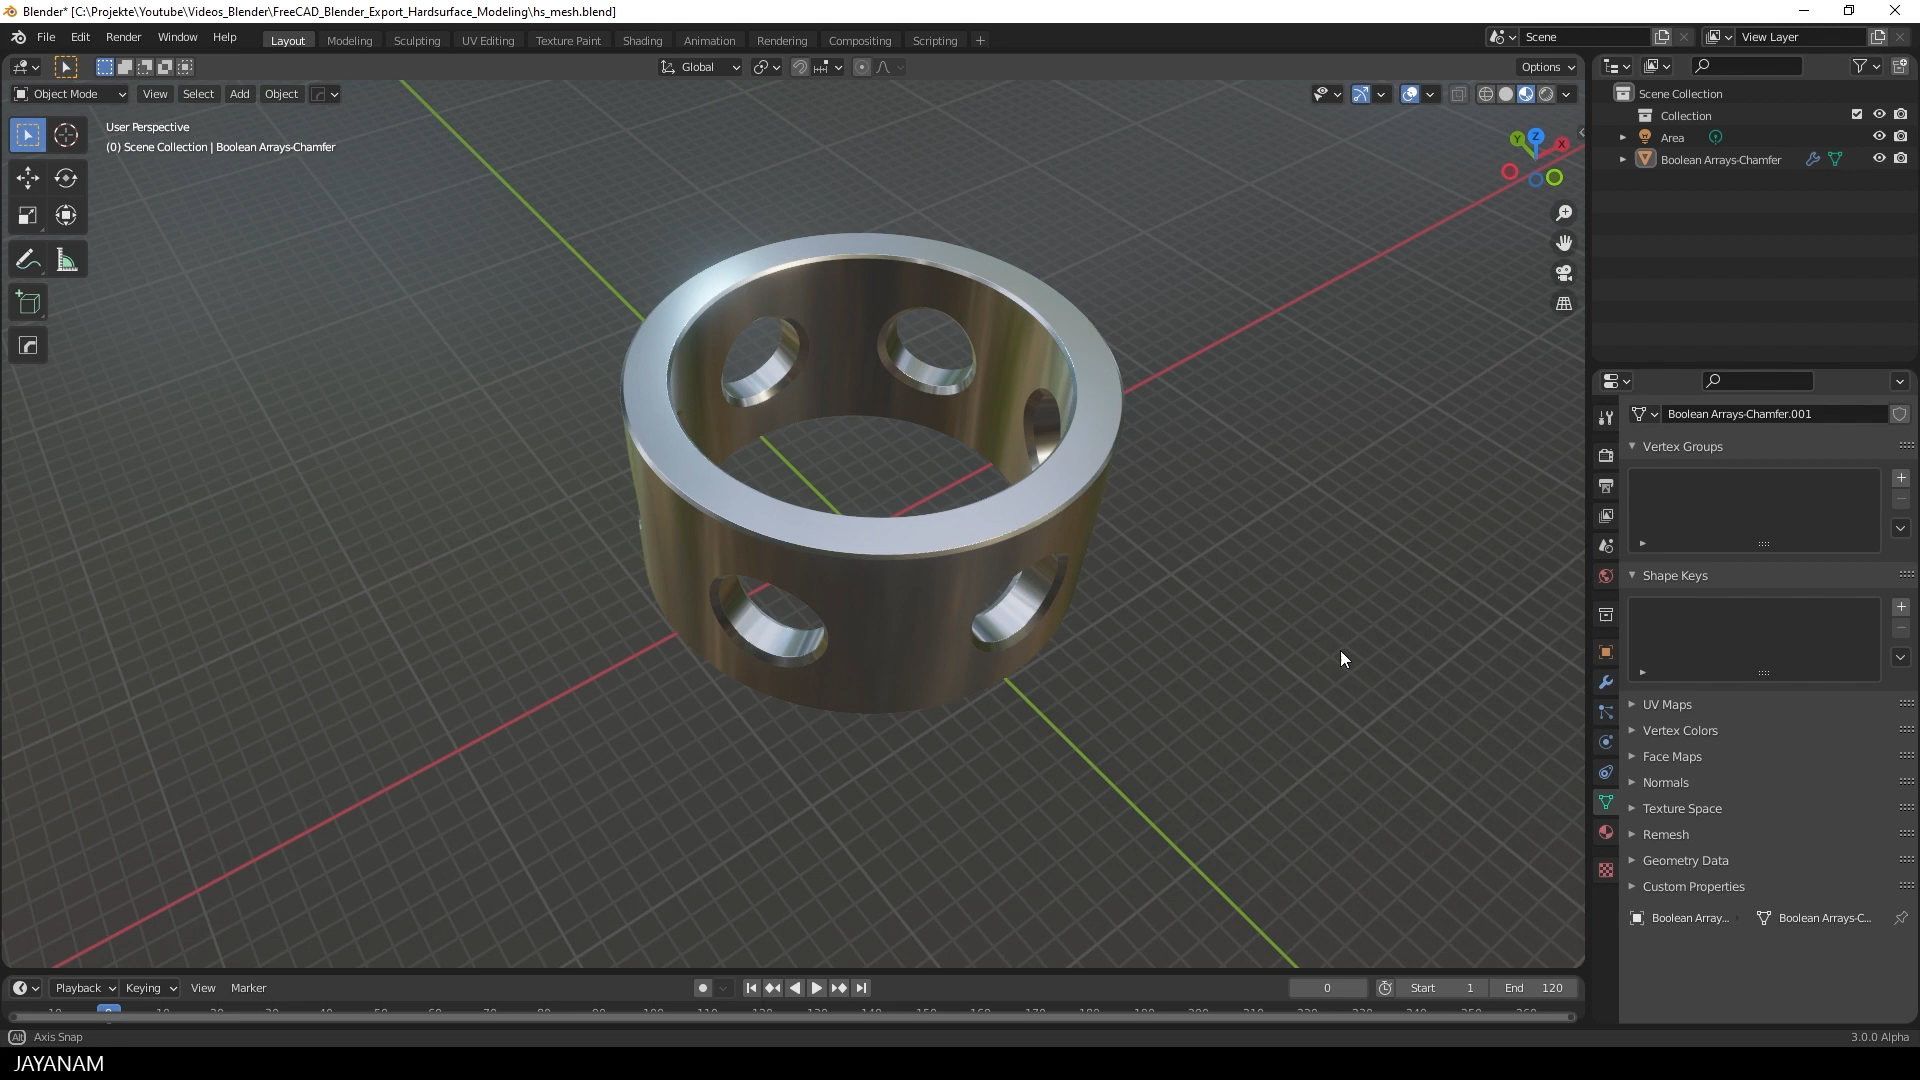 Blender* [C:\Projekte\Youtube\Videos_Blender\FreeCAD_Blender_Export_Hardsurface_Modeling\hs_mesh.blend]
File Edit Render Window Help Layout Modeling Sculpting UV Editing Texture Paint Shading Animation Rendering Compositing Scripting + Scene View Layer
Global Options
Object Mode View Select Add Object
User Perspective
(0) Scene Collection | Boolean Arrays-Chamfer
Y Z X
Scene Collection
Collection
Area
Boolean Arrays-Chamfer
Boolean Arrays-Chamfer.001
Vertex Groups
Shape Keys
UV Maps
Vertex Colors
Face Maps
Normals
Texture Space
Remesh
Geometry Data
Custom Properties
Boolean Array... Boolean Arrays-C...
Playback Keying View Marker 0 Start 1 End 120
Alt Axis Snap 3.0.0 Alpha
JAYANAM